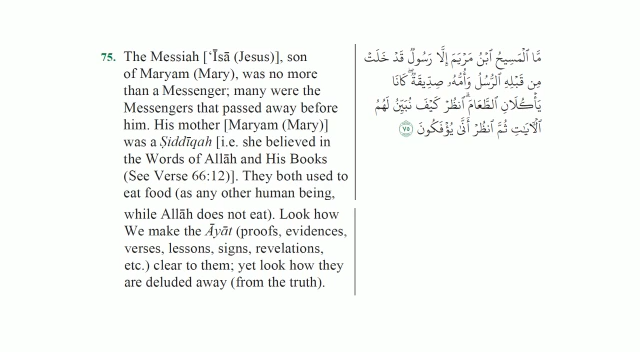 75. The Messiah [‘Īsā (Jesus)], son
of Maryam (Mary), was no more
than a Messenger; many were the
Messengers that passed away before
him. His mother [Maryam (Mary)]
was a Ṣiddīqah [i.e. she believed in
the Words of Allāh and His Books
(See Verse 66:12)]. They both used to
eat food (as any other human being,
while Allāh does not eat). Look how
We make the Āyāt (proofs, evidences,
verses, lessons, signs, revelations,
etc.) clear to them; yet look how they
are deluded away (from the truth).
مَّا ٱلْمَسِيحُ ٱبْنُ مَرْيَمَ إِلَّا رَسُولٌ قَدْ خَلَتْ
مِن قَبْلِهِ ٱلرُّسُلُ وَأُمُّهُۥ صِدِّيقَةٌ ۖ كَانَا
يَأْكُلَانِ ٱلطَّعَامَ ۗ ٱنظُرْ كَيْفَ نُبَيِّنُ لَهُمُ
ٱلْآيَٰتِ ثُمَّ ٱنظُرْ أَنَّىٰ يُؤْفَكُونَ ٧٥